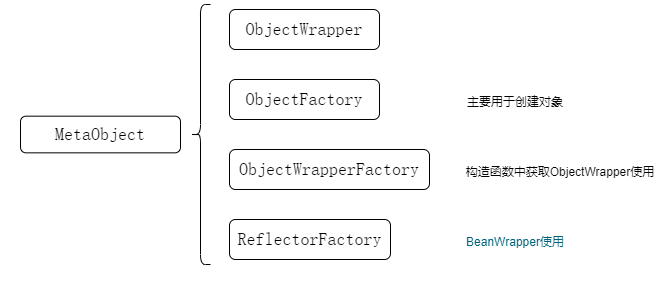 ObjectWrapper
ObjectFactory 主要用于创建对象
MetaObject
ObjectWrapperFactory 构造函数中获取ObjectWrapper使用
ReflectorFactory BeanWrapper使用